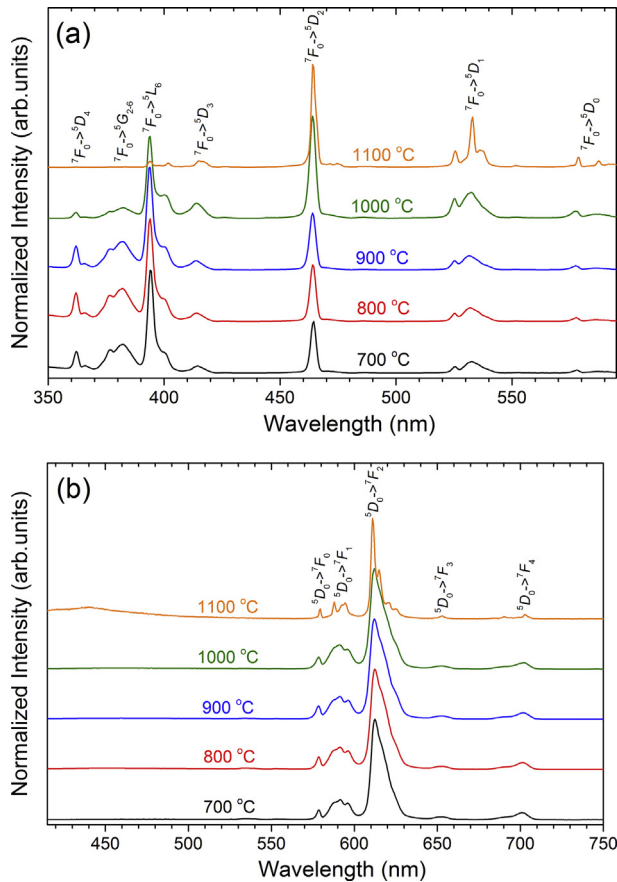 (a)
Normalized Intensity (arb.units)
⁷F₀->⁵D₄
⁷F₀->⁵G₂₋₆
⁷F₀->⁵L₆
⁷F₀->⁵D₃
⁷F₀->⁵D₂
⁷F₀->⁵D₁
⁷F₀->⁵D₀
1100 °C
1000 °C
900 °C
800 °C
700 °C
350 400 450 500 550
Wavelength (nm)
(b)
Normalized Intensity (arb.units)
⁵D₀->⁷F₀
⁵D₀->⁷F₁
⁵D₀->⁷F₂
⁵D₀->⁷F₃
⁵D₀->⁷F₄
1100 °C
1000 °C
900 °C
800 °C
700 °C
450 500 550 600 650 700 750
Wavelength (nm)